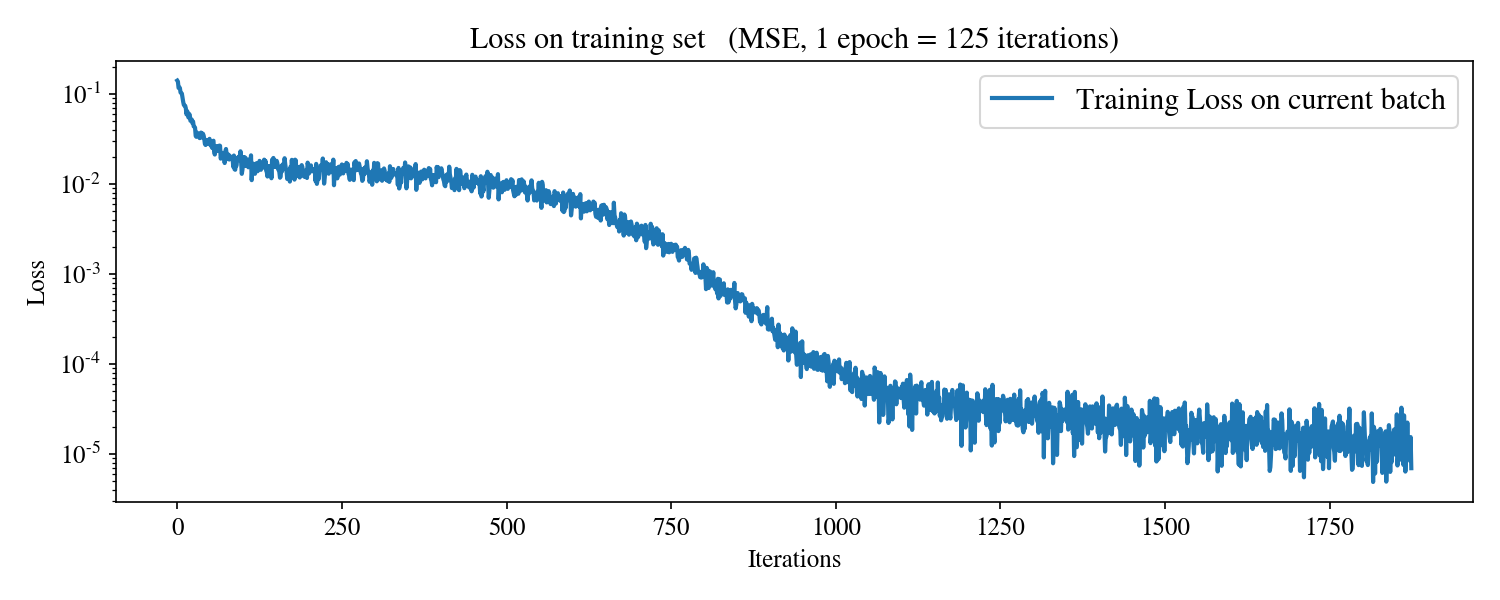 Loss on training set (MSE, 1 epoch = 125 iterations)
Training Loss on current batch
Loss
10⁻¹
10⁻²
10⁻³
10⁻⁴
10⁻⁵
0 250 500 750 1000 1250 1500 1750
Iterations